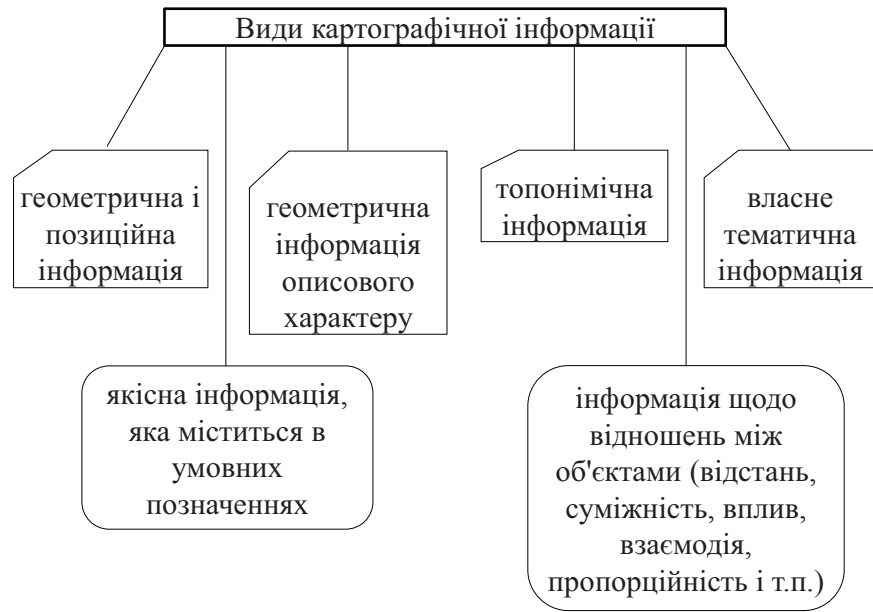 Види картографічної інформації
геометрична і
позиційна
інформація
геометрична
інформація
описового
характеру
топонімічна
інформація
власне
тематична
інформація
якісна інформація,
яка міститься в
умовних
позначеннях
інформація щодо
відношень між
об'єктами (відстань,
суміжність, вплив,
взаємодія,
пропорційність і т.п.)